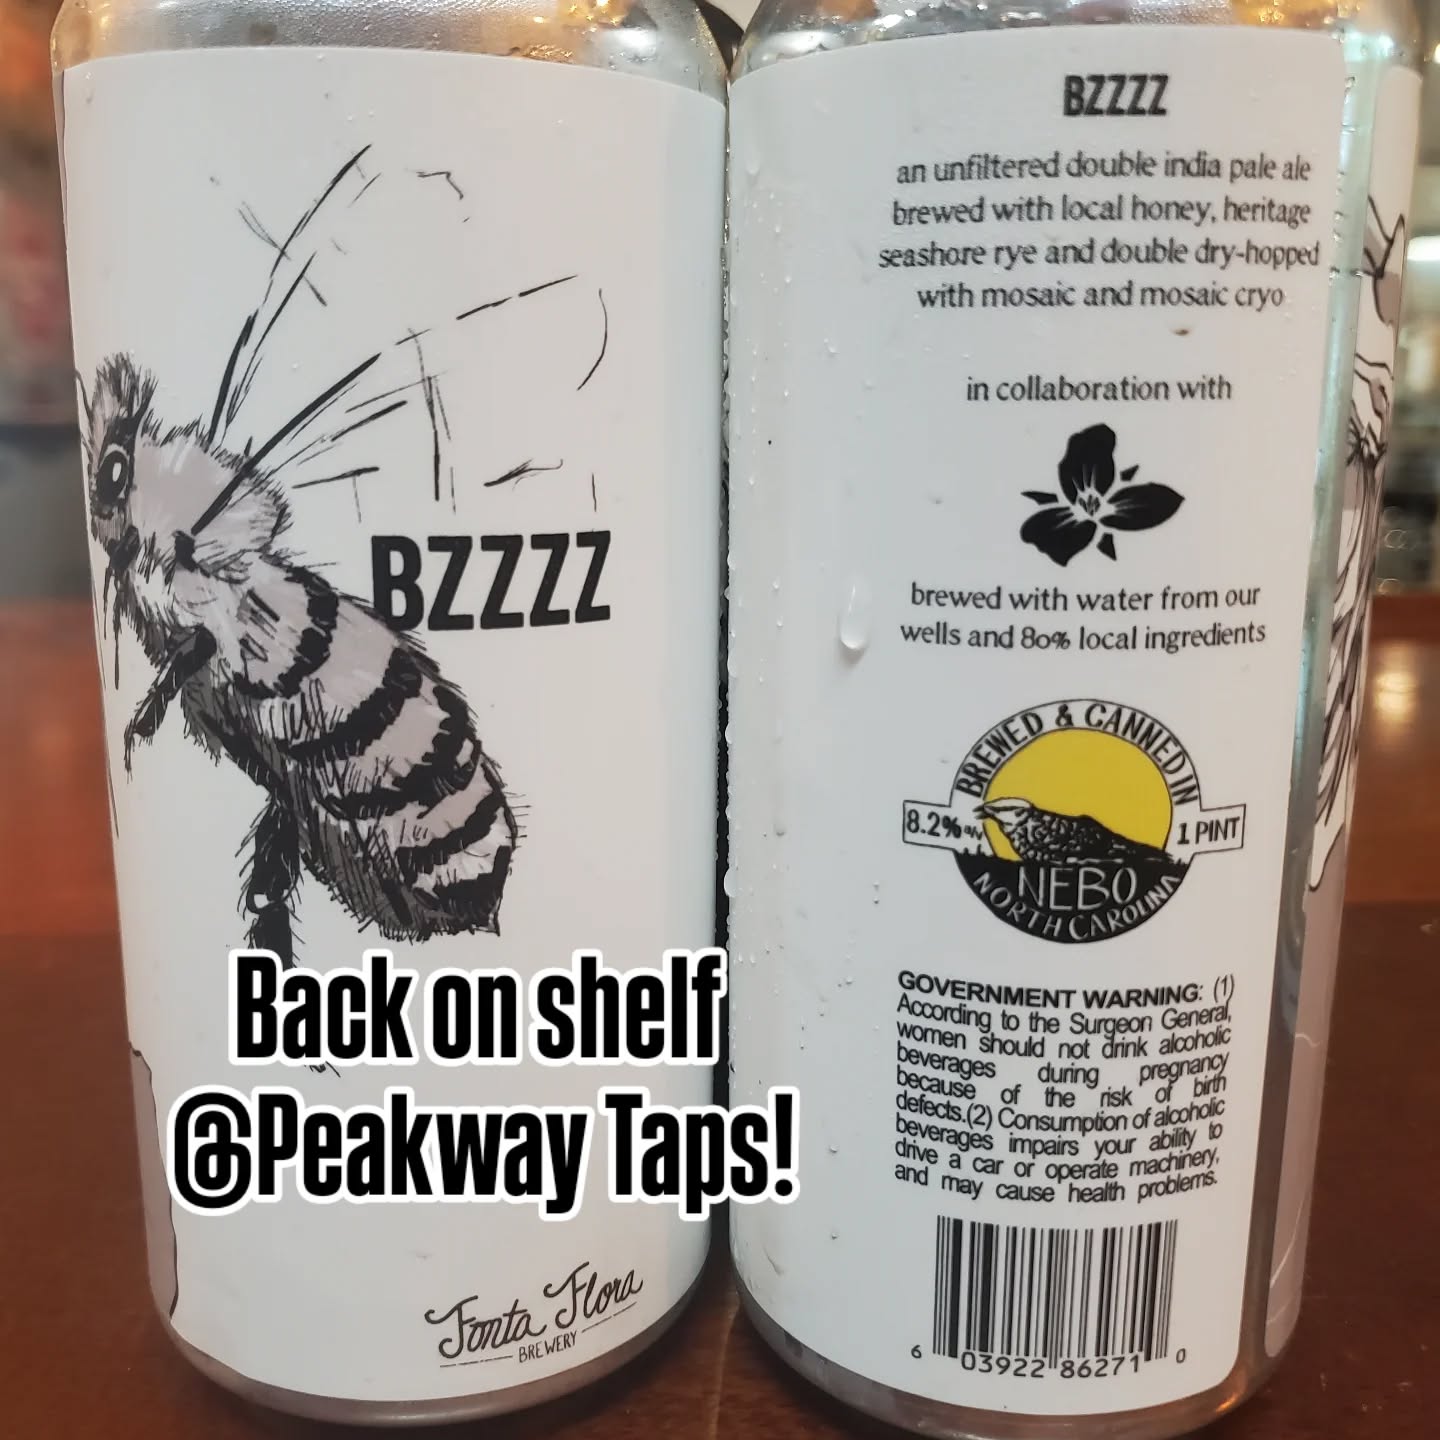 BZZZZ
Back on shelf
@Peakway Taps!
Fonta Flora
BREWERY
BZZZZ
an unfiltered double india pale ale
brewed with local honey, heritage
seashore rye and double dry-hopped
with mosaic and mosaic cryo
in collaboration with
brewed with water from our
wells and 80% local ingredients
BREWED & CANNED IN
8.2% a/v
1 PINT
NEBO
NORTH CAROLINA
GOVERNMENT WARNING: (1)
According to the Surgeon General,
women should not drink alcoholic
beverages during pregnancy
because of the risk of birth
defects.(2) Consumption of alcoholic
beverages impairs your ability to
drive a car or operate machinery,
and may cause health problems.
6 03922 86271 0